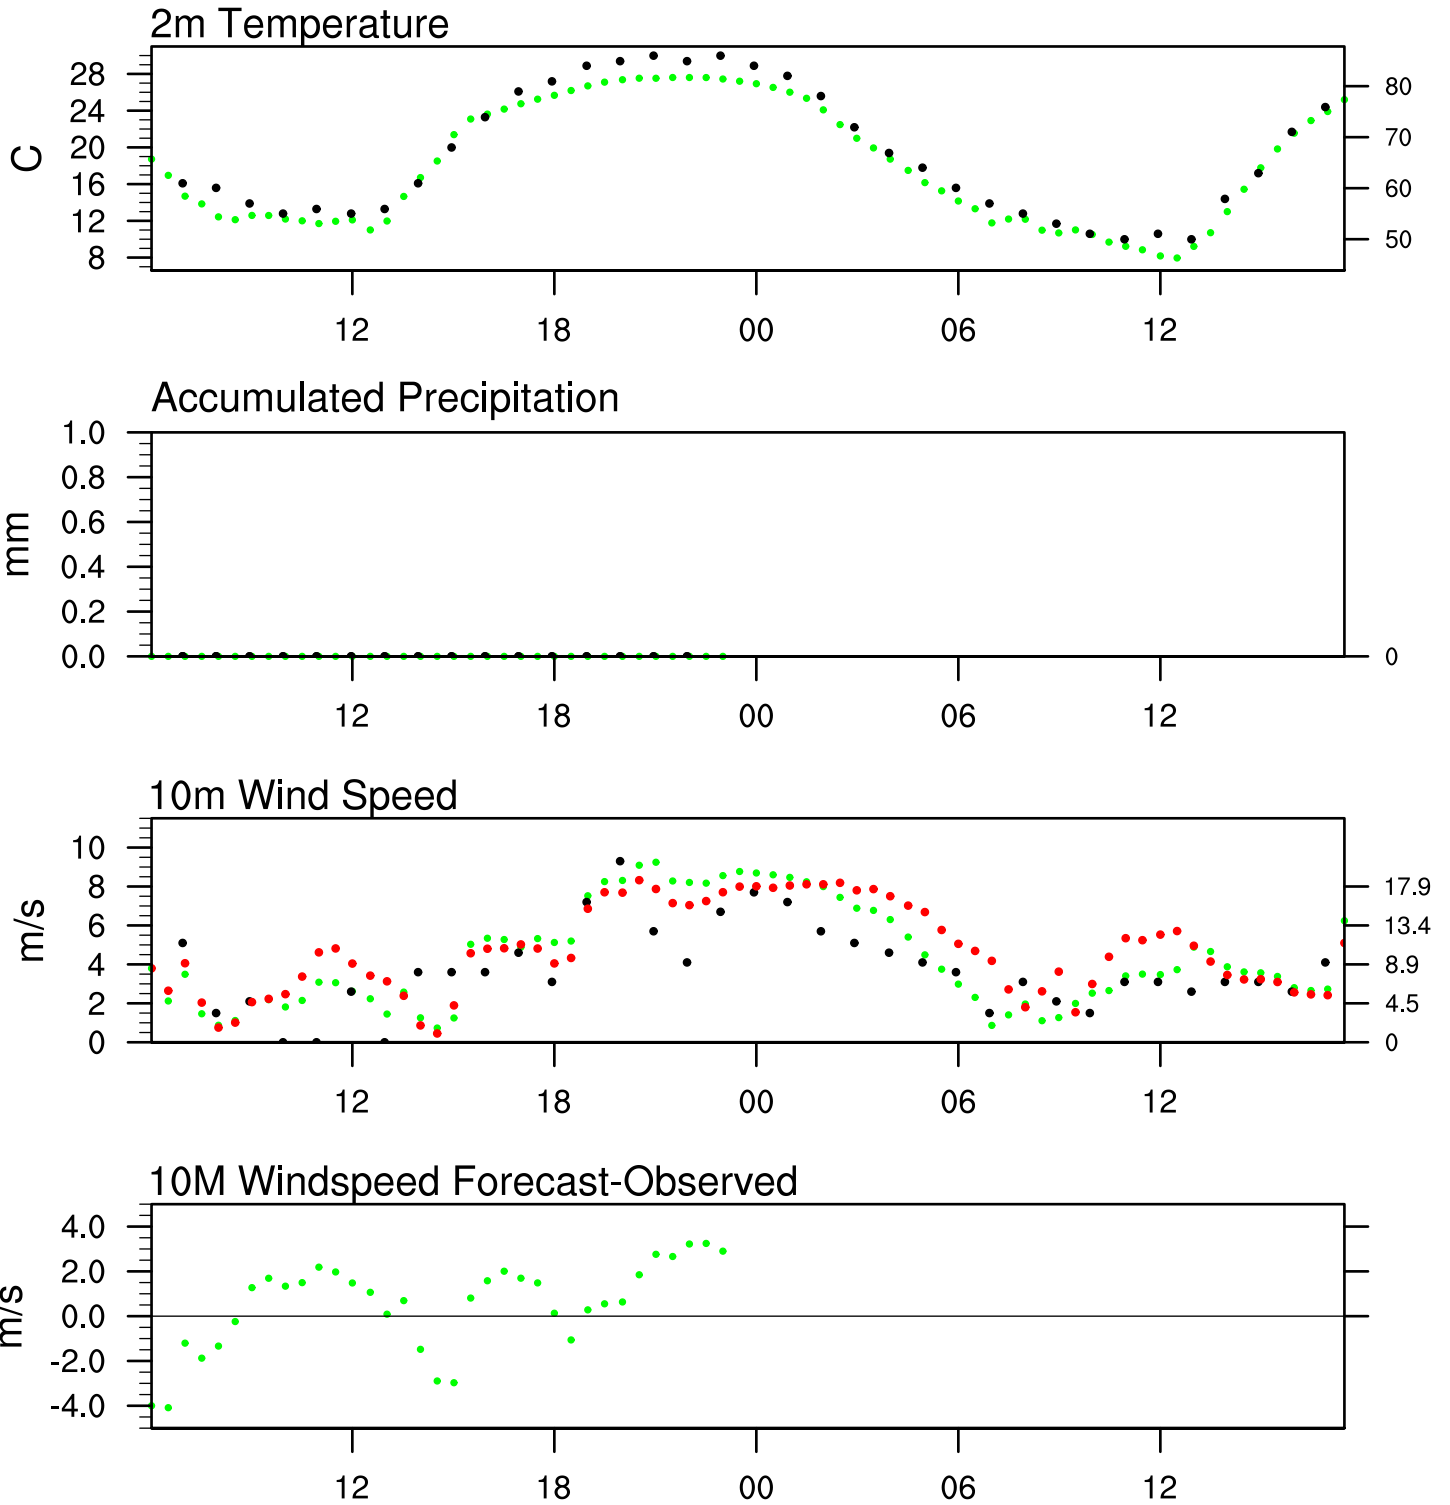 2m Temperature
28
24
20
16
12
8
C
80
70
60
50
12 18 00 06 12
Accumulated Precipitation
1.0
0.8
0.6
0.4
0.2
0.0
mm
0
12 18 00 06 12
10m Wind Speed
10
8
6
4
2
0
m/s
17.9
13.4
8.9
4.5
0
12 18 00 06 12
10M Windspeed Forecast-Observed
4.0
2.0
0.0
-2.0
-4.0
m/s
12 18 00 06 12